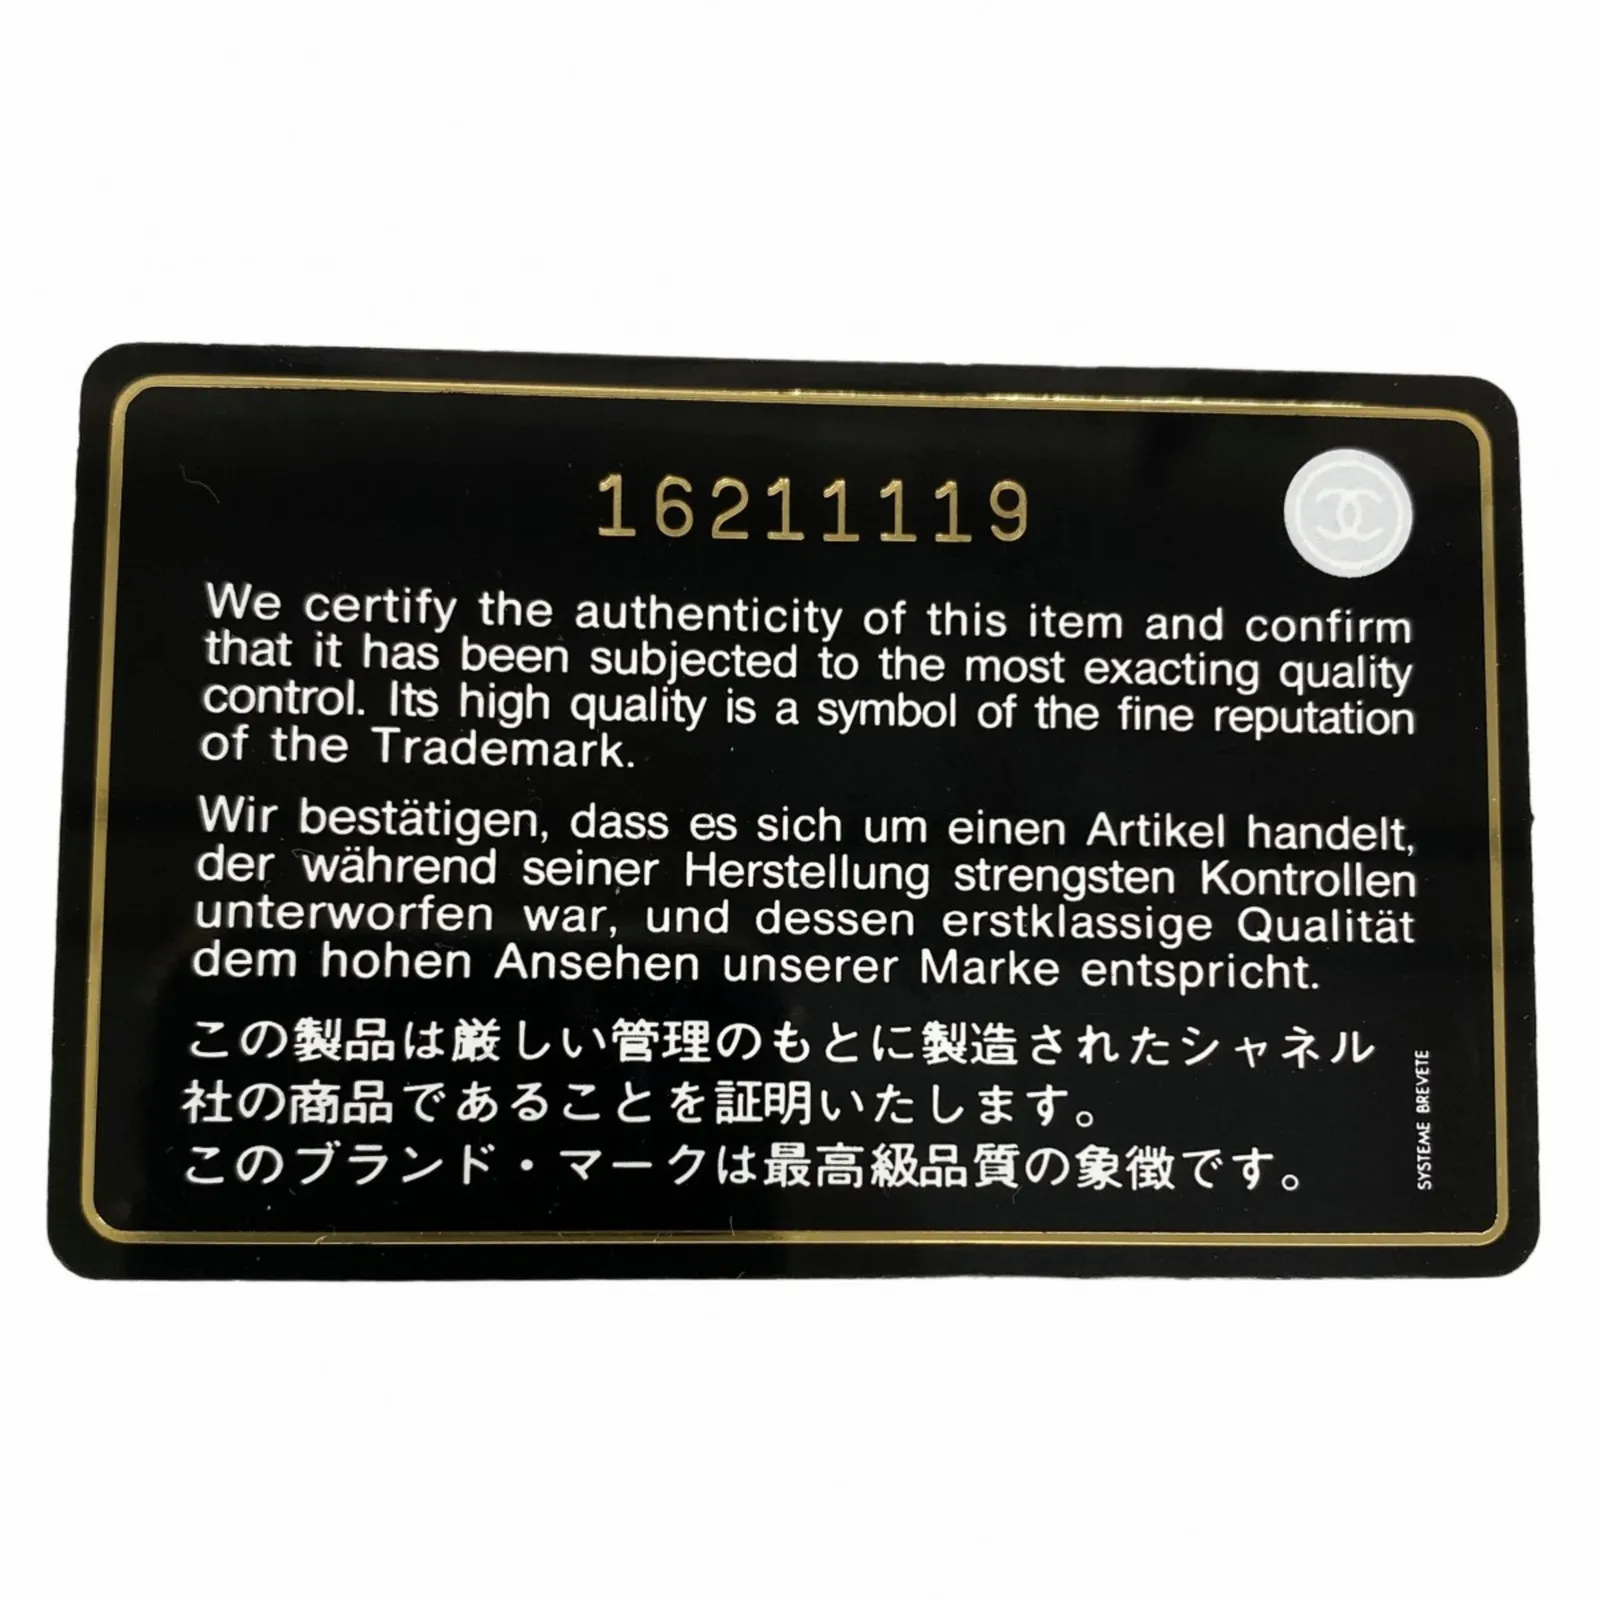 16211119
We certify the authenticity of this item and confirm
that it has been subjected to the most exacting quality
control. Its high quality is a symbol of the fine reputation
of the Trademark.
Wir bestätigen, dass es sich um einen Artikel handelt,
der während seiner Herstellung strengsten Kontrollen
unterworfen war, und dessen erstklassige Qualität
dem hohen Ansehen unserer Marke entspricht.
この製品は厳しい管理のもとに製造されたシャネル
社の商品であることを証明いたします。
このブランド・マークは最高級品質の象徴です。
SYSTEME BREVETE